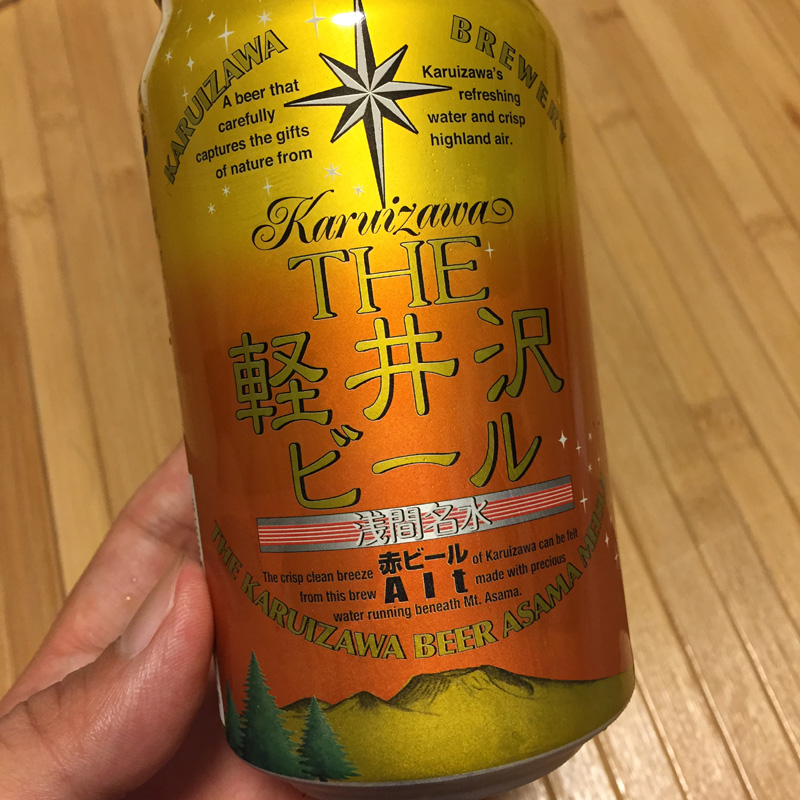 KARUIZAWA BREWERY
A beer that
carefully
captures the gifts
of nature from
Karuizawa's
refreshing
water and crisp
highland air.
Karuizawa
THE
軽井沢
ビール
浅間名水
赤ビール
Alt
The crisp clean breeze of Karuizawa can be felt
from this brew made with precious
water running beneath Mt. Asama.
THE KARUIZAWA BEER ASAMA